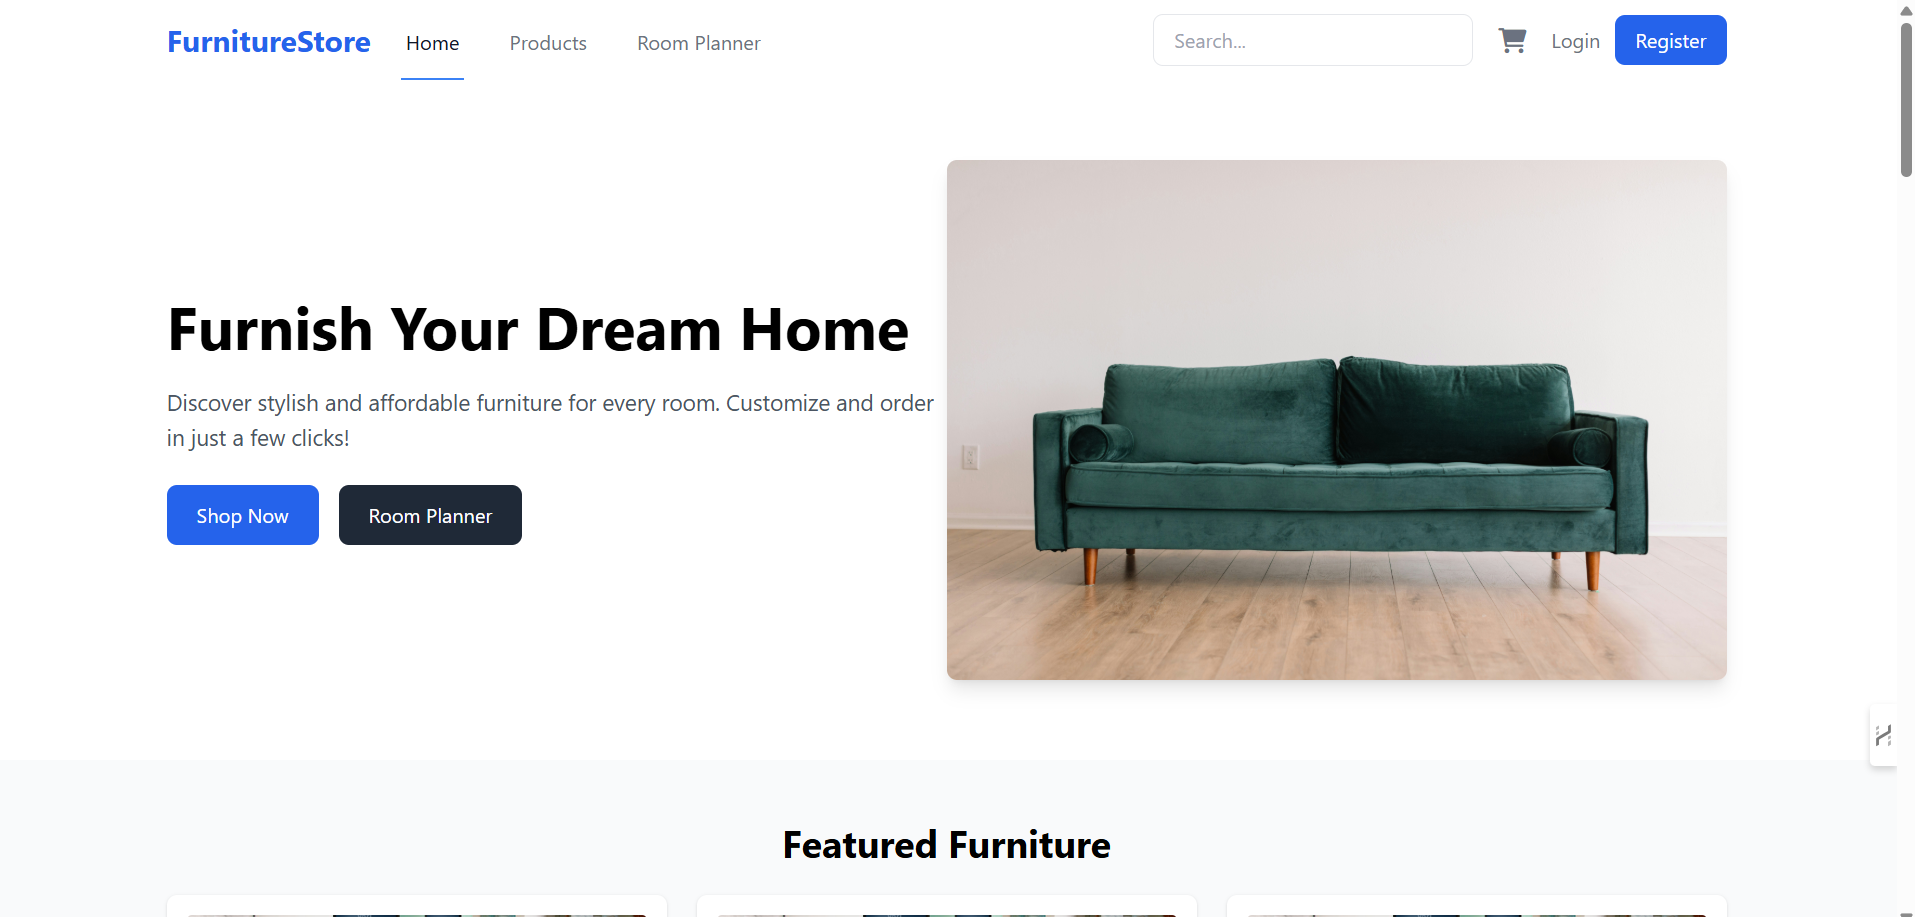 FurnitureStore
Home
Products
Room Planner
Search...
Login
Register
Furnish Your Dream Home
Discover stylish and affordable furniture for every room. Customize and order
in just a few clicks!
Shop Now
Room Planner
Featured Furniture